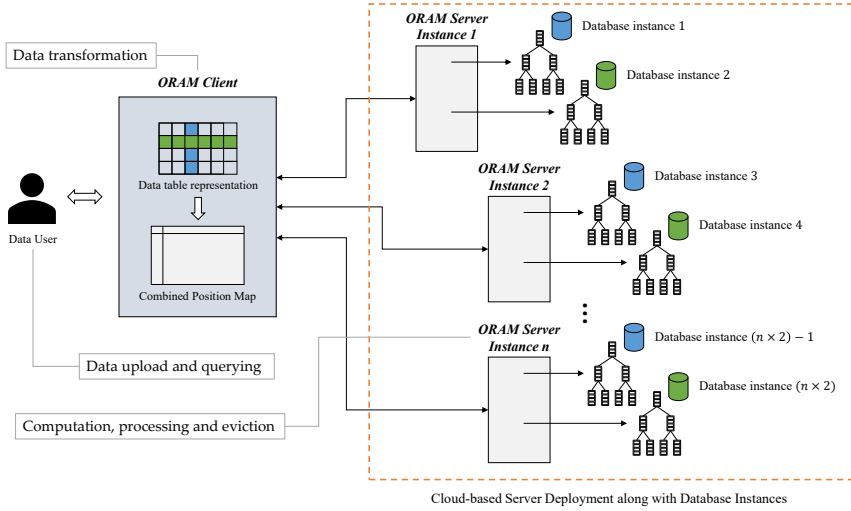 Data transformation
ORAM Client
Data table representation
Combined Position Map
Data User
Data upload and querying
Computation, processing and eviction
ORAM Server
Instance 1
Database instance 1
Database instance 2
ORAM Server
Instance 2
Database instance 3
Database instance 4
ORAM Server
Instance n
Database instance (n × 2) − 1
Database instance (n × 2)
Cloud-based Server Deployment along with Database Instances